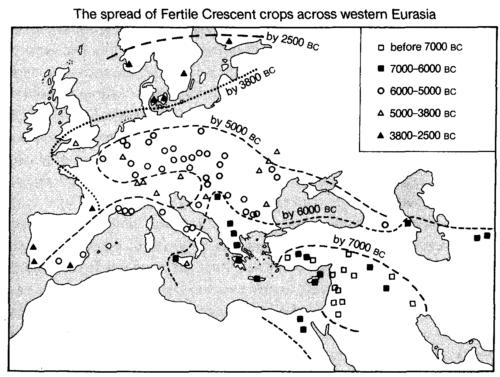 The spread of Fertile Crescent crops across western Eurasia
by 2500 BC
by 3800 BC
by 5000 BC
by 6000 BC
by 7000 BC
before 7000 BC
7000–6000 BC
6000–5000 BC
5000–3800 BC
3800–2500 BC